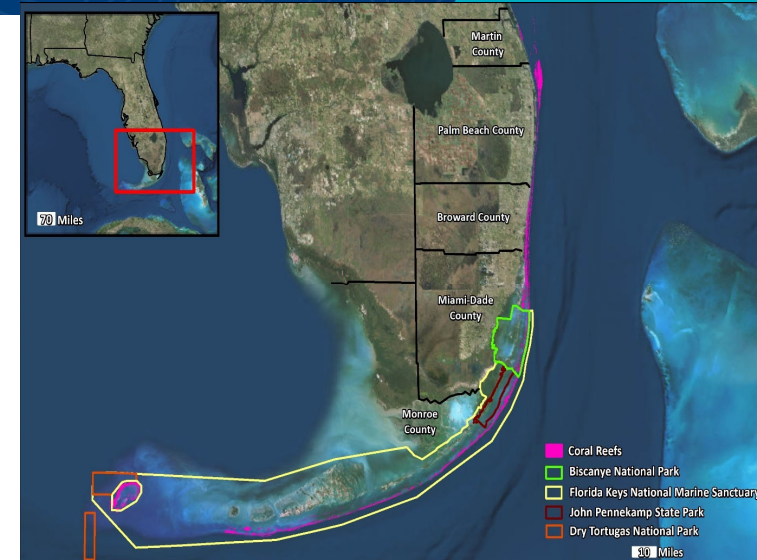 Martin
County
Palm Beach County
Broward County
Miami-Dade
County
Monroe
County
70 Miles
Coral Reefs
Biscanye National Park
Florida Keys National Marine Sanctuary
John Pennekamp State Park
Dry Tortugas National Park
10 Miles